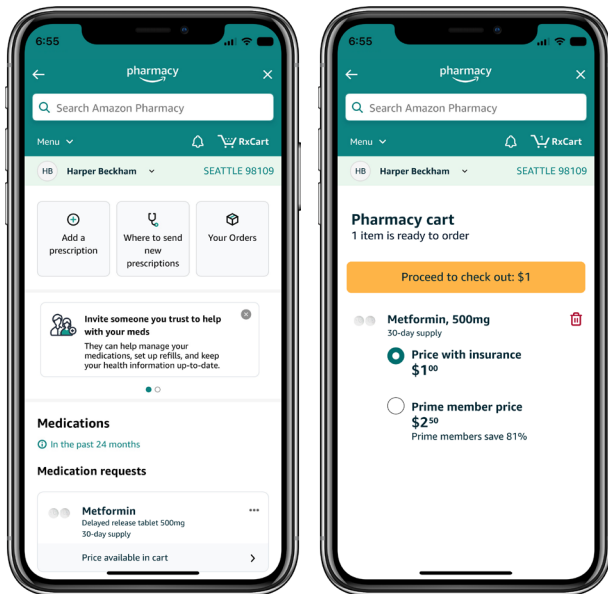 6:55
pharmacy
Search Amazon Pharmacy
Menu
RxCart
HB Harper Beckham SEATTLE 98109
Add a
prescription
Where to send
new
prescriptions
Your Orders
Invite someone you trust to help
with your meds
They can help manage your
medications, set up refills, and keep
your health information up-to-date.
Medications
In the past 24 months
Medication requests
Metformin
Delayed release tablet 500mg
30-day supply
Price available in cart
6:55
pharmacy
Search Amazon Pharmacy
Menu
1 RxCart
HB Harper Beckham SEATTLE 98109
Pharmacy cart
1 item is ready to order
Proceed to check out: $1
Metformin, 500mg
30-day supply
Price with insurance
$100
Prime member price
$250
Prime members save 81%